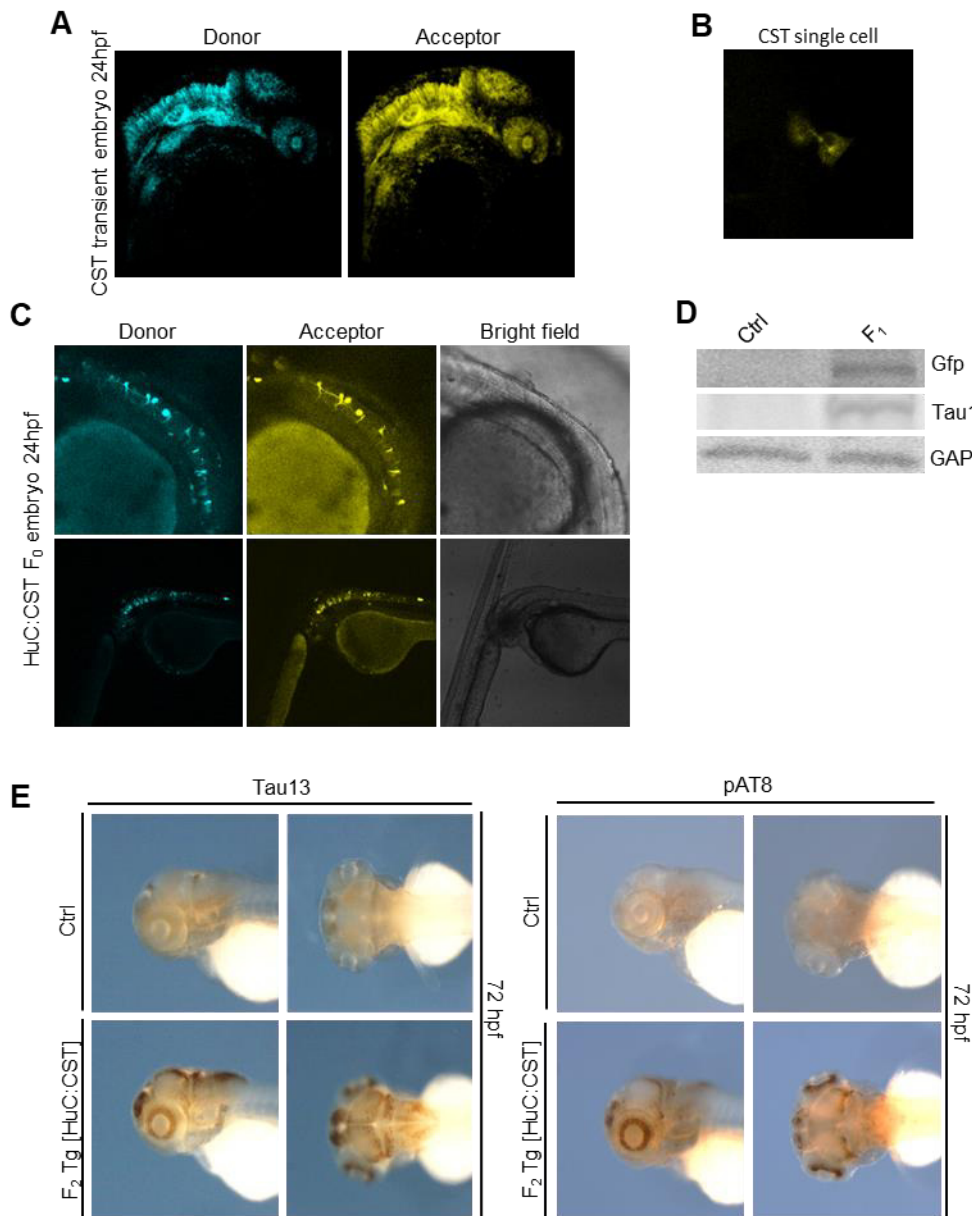 A
Donor
Acceptor
CST transient embryo 24hpf
B
CST single cell
C
Donor
Acceptor
Bright field
HuC:CST F₀ embryo 24hpf
D
Ctrl
F₁
Gfp
Tau1
GAP
E
Tau13
pAT8
Ctrl
72 hpf
F₂ Tg [HuC:CST]
Ctrl
72 hpf
F₂ Tg [HuC:CST]